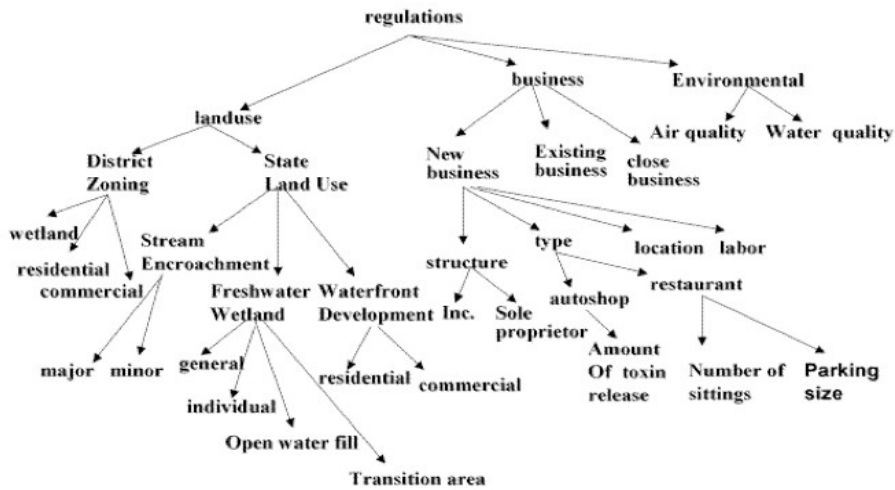 regulations
business
Environmental
landuse
Air quality
Water quality
District
Zoning
State
Land Use
New
business
Existing
business
close
business
wetland
residential
commercial
Stream
Encroachment
Freshwater
Wetland
Waterfront
Development
structure
type
location
labor
autoshop
restaurant
Inc.
Sole
proprietor
major
minor
general
individual
Open water fill
Transition area
residential
commercial
Amount
Of toxin
release
Number of
sittings
Parking
size